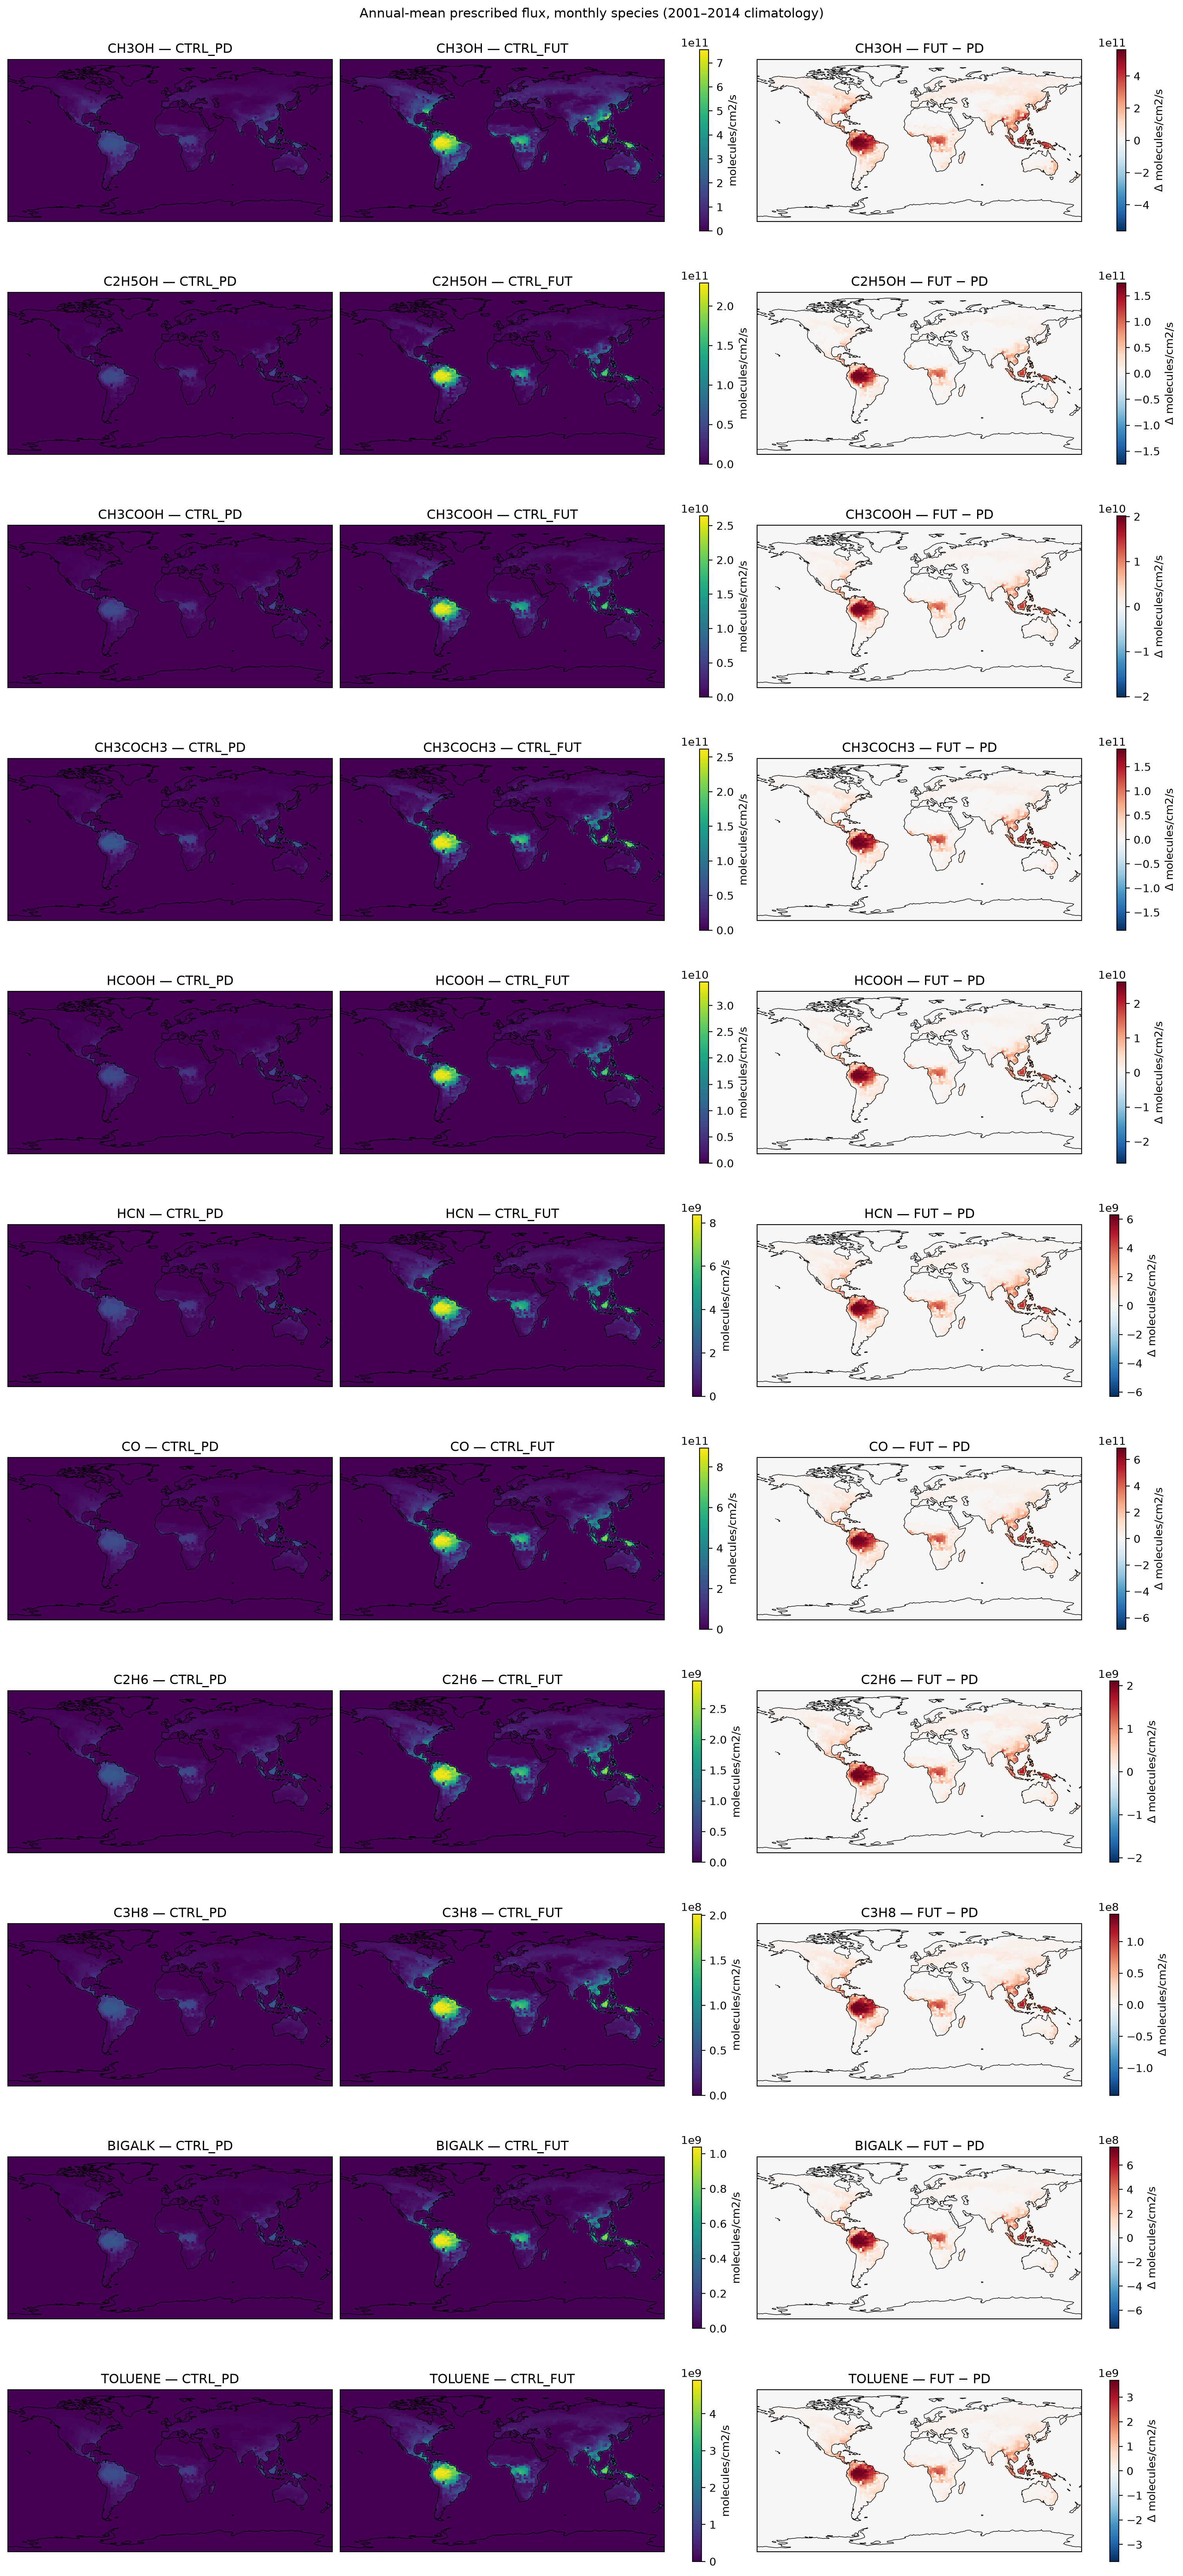 Annual-mean prescribed flux, monthly species (2001–2014 climatology)
CH3OH — CTRL_PD
CH3OH — CTRL_FUT
1e11
7
6
5
4
3
2
1
0
molecules/cm2/s
CH3OH — FUT − PD
1e11
4
2
0
−2
−4
Δ molecules/cm2/s
C2H5OH — CTRL_PD
C2H5OH — CTRL_FUT
1e11
2.0
1.5
1.0
0.5
0.0
molecules/cm2/s
C2H5OH — FUT − PD
1e11
1.5
1.0
0.5
0.0
−0.5
−1.0
−1.5
Δ molecules/cm2/s
CH3COOH — CTRL_PD
CH3COOH — CTRL_FUT
1e10
2.5
2.0
1.5
1.0
0.5
0.0
molecules/cm2/s
CH3COOH — FUT − PD
1e10
2
1
0
−1
−2
Δ molecules/cm2/s
CH3COCH3 — CTRL_PD
CH3COCH3 — CTRL_FUT
1e11
2.5
2.0
1.5
1.0
0.5
0.0
molecules/cm2/s
CH3COCH3 — FUT − PD
1e11
1.5
1.0
0.5
0.0
−0.5
−1.0
−1.5
Δ molecules/cm2/s
HCOOH — CTRL_PD
HCOOH — CTRL_FUT
1e10
3.0
2.5
2.0
1.5
1.0
0.5
0.0
molecules/cm2/s
HCOOH — FUT − PD
1e10
2
1
0
−1
−2
Δ molecules/cm2/s
HCN — CTRL_PD
HCN — CTRL_FUT
1e9
8
6
4
2
0
molecules/cm2/s
HCN — FUT − PD
1e9
6
4
2
0
−2
−4
−6
Δ molecules/cm2/s
CO — CTRL_PD
CO — CTRL_FUT
1e11
8
6
4
2
0
molecules/cm2/s
CO — FUT − PD
1e11
6
4
2
0
−2
−4
−6
Δ molecules/cm2/s
C2H6 — CTRL_PD
C2H6 — CTRL_FUT
1e9
2.5
2.0
1.5
1.0
0.5
0.0
molecules/cm2/s
C2H6 — FUT − PD
1e9
2
1
0
−1
−2
Δ molecules/cm2/s
C3H8 — CTRL_PD
C3H8 — CTRL_FUT
1e8
2.0
1.5
1.0
0.5
0.0
molecules/cm2/s
C3H8 — FUT − PD
1e8
1.0
0.5
0.0
−0.5
−1.0
Δ molecules/cm2/s
BIGALK — CTRL_PD
BIGALK — CTRL_FUT
1e9
1.0
0.8
0.6
0.4
0.2
0.0
molecules/cm2/s
BIGALK — FUT − PD
1e8
6
4
2
0
−2
−4
−6
Δ molecules/cm2/s
TOLUENE — CTRL_PD
TOLUENE — CTRL_FUT
1e9
4
3
2
1
0
molecules/cm2/s
TOLUENE — FUT − PD
1e9
3
2
1
0
−1
−2
−3
Δ molecules/cm2/s